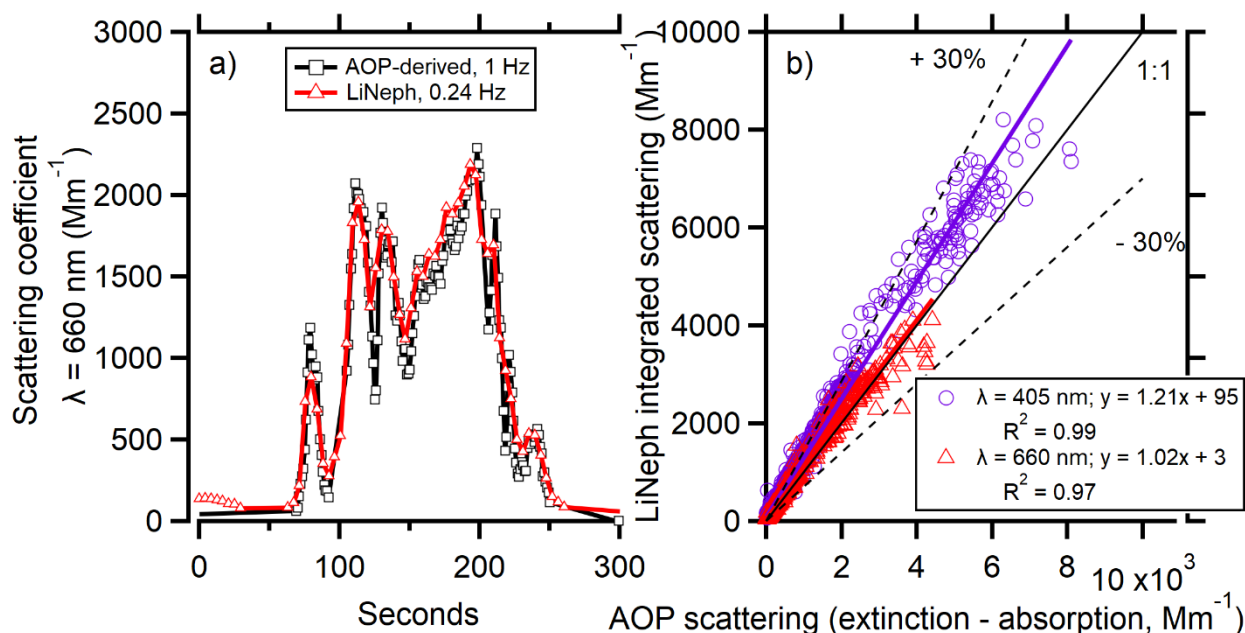 a)
AOP-derived, 1 Hz
LiNeph, 0.24 Hz
3000
2500
2000
1500
1000
500
0
Scattering coefficient
λ = 660 nm (Mm⁻¹)
0
100
200
300
Seconds
b)
+ 30%
1:1
- 30%
10000
8000
6000
4000
2000
0
LiNeph integrated scattering (Mm⁻¹)
λ = 405 nm; y = 1.21x + 95
R² = 0.99
λ = 660 nm; y = 1.02x + 3
R² = 0.97
0
2
4
6
8
10 x10³
AOP scattering (extinction - absorption, Mm⁻¹)